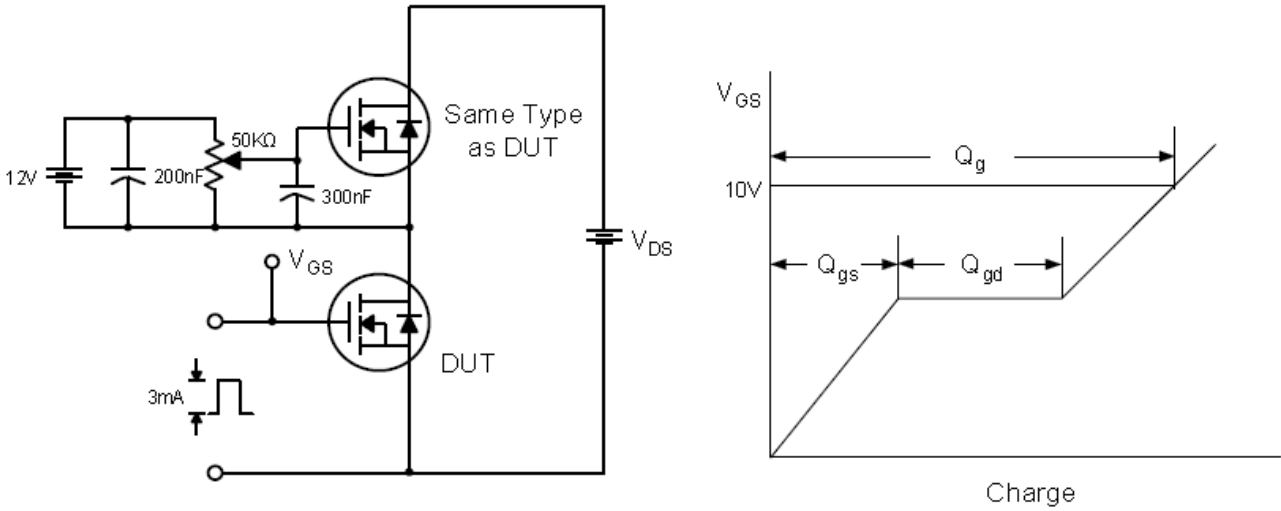 12V
200nF
50KΩ
300nF
Same Type
as DUT
V_DS
V_GS
DUT
3mA
V_GS
10V
Q_g
Q_gs
Q_gd
Charge